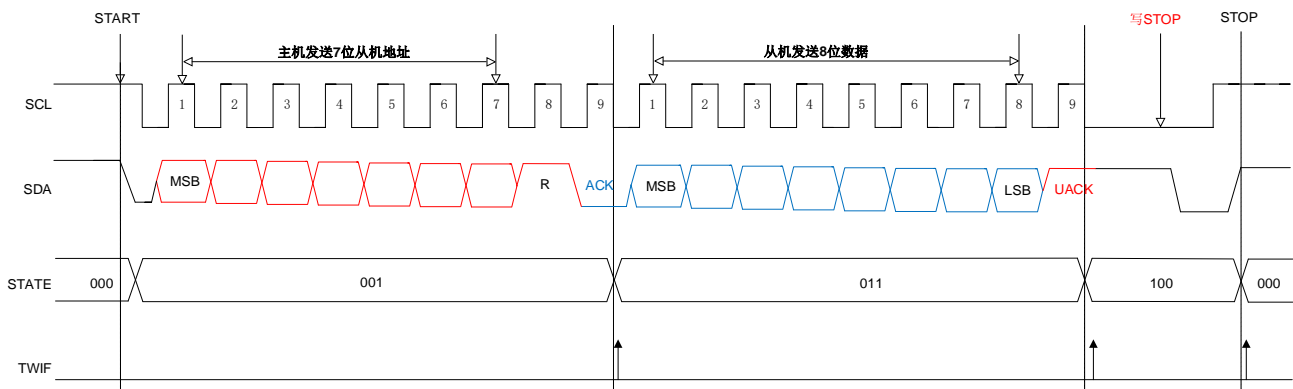 START 写STOP STOP
主机发送7位从机地址 从机发送8位数据
SCL 1 2 3 4 5 6 7 8 9 1 2 3 4 5 6 7 8 9
SDA MSB R ACK MSB LSB UACK
STATE 000 001 011 100 000
TWIF